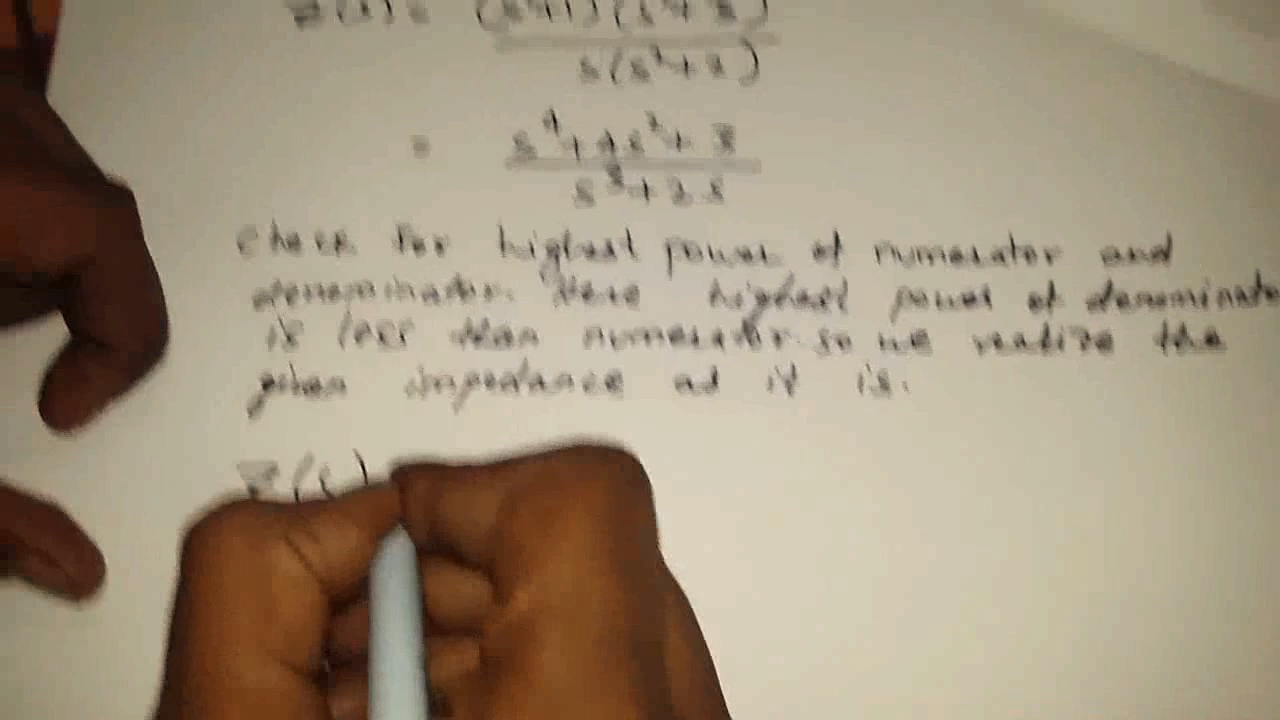 Z(s) = (s²+1)(s²+3)
s(s²+2)
= s⁴+4s²+3
s³+2s
check for highest power of numerator and
denominator. Here highest power of denominato
is less than numerator. so we realize the
given impedance as it is.
Z(s)